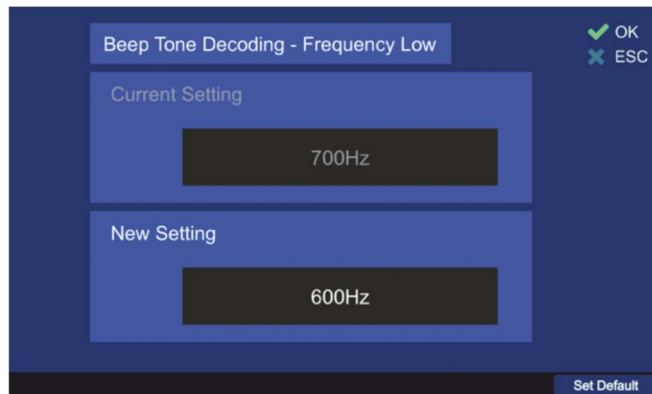 Beep Tone Decoding - Frequency Low
OK
ESC
Current Setting
700Hz
New Setting
600Hz
Set Default